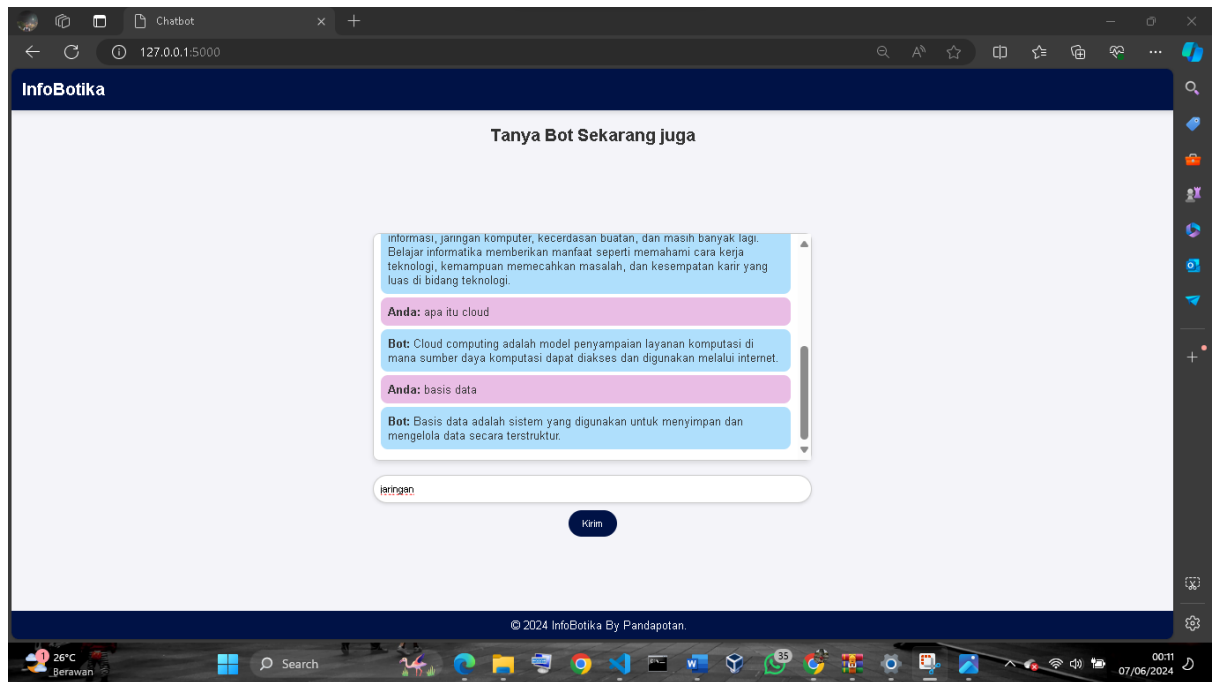 Chatbot
127.0.0.1:5000
InfoBotika
Tanya Bot Sekarang juga
informasi, jaringan komputer, kecerdasan buatan, dan masih banyak lagi.
Belajar informatika memberikan manfaat seperti memahami cara kerja
teknologi, kemampuan memecahkan masalah, dan kesempatan karir yang
luas di bidang teknologi.
Anda: apa itu cloud
Bot: Cloud computing adalah model penyampaian layanan komputasi di
mana sumber daya komputasi dapat diakses dan digunakan melalui internet.
Anda: basis data
Bot: Basis data adalah sistem yang digunakan untuk menyimpan dan
mengelola data secara terstruktur.
jaringan
Kirim
© 2024 InfoBotika By Pandapotan.
1
26°C
Berawan
Search
35
00:11
07/06/2024